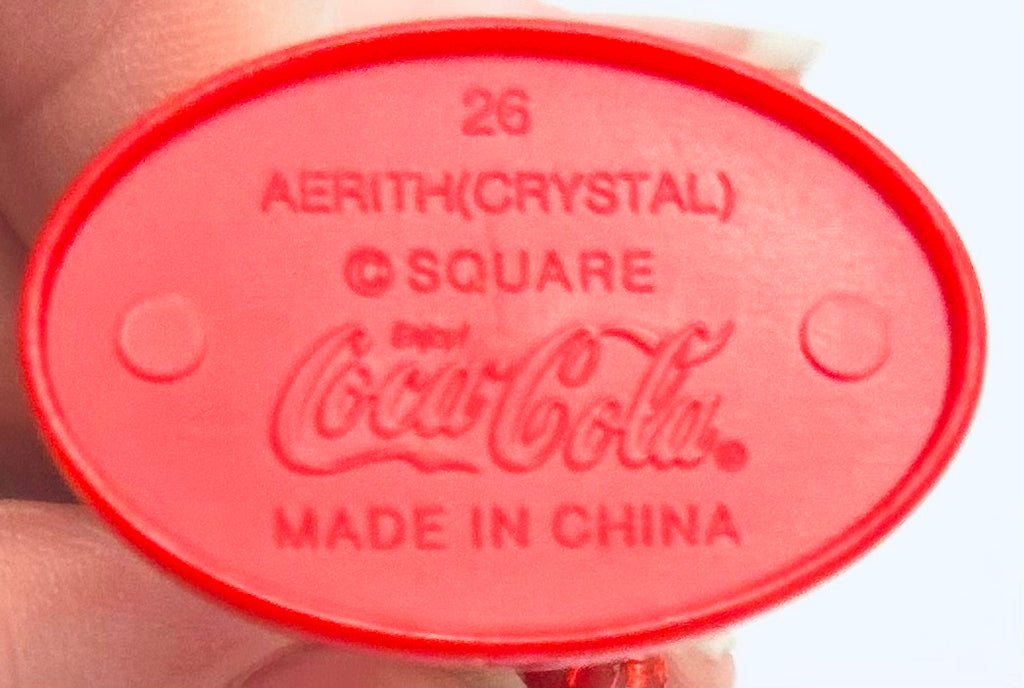 26
AERITH(CRYSTAL)
© SQUARE
Enjoy
Coca-Cola®
MADE IN CHINA